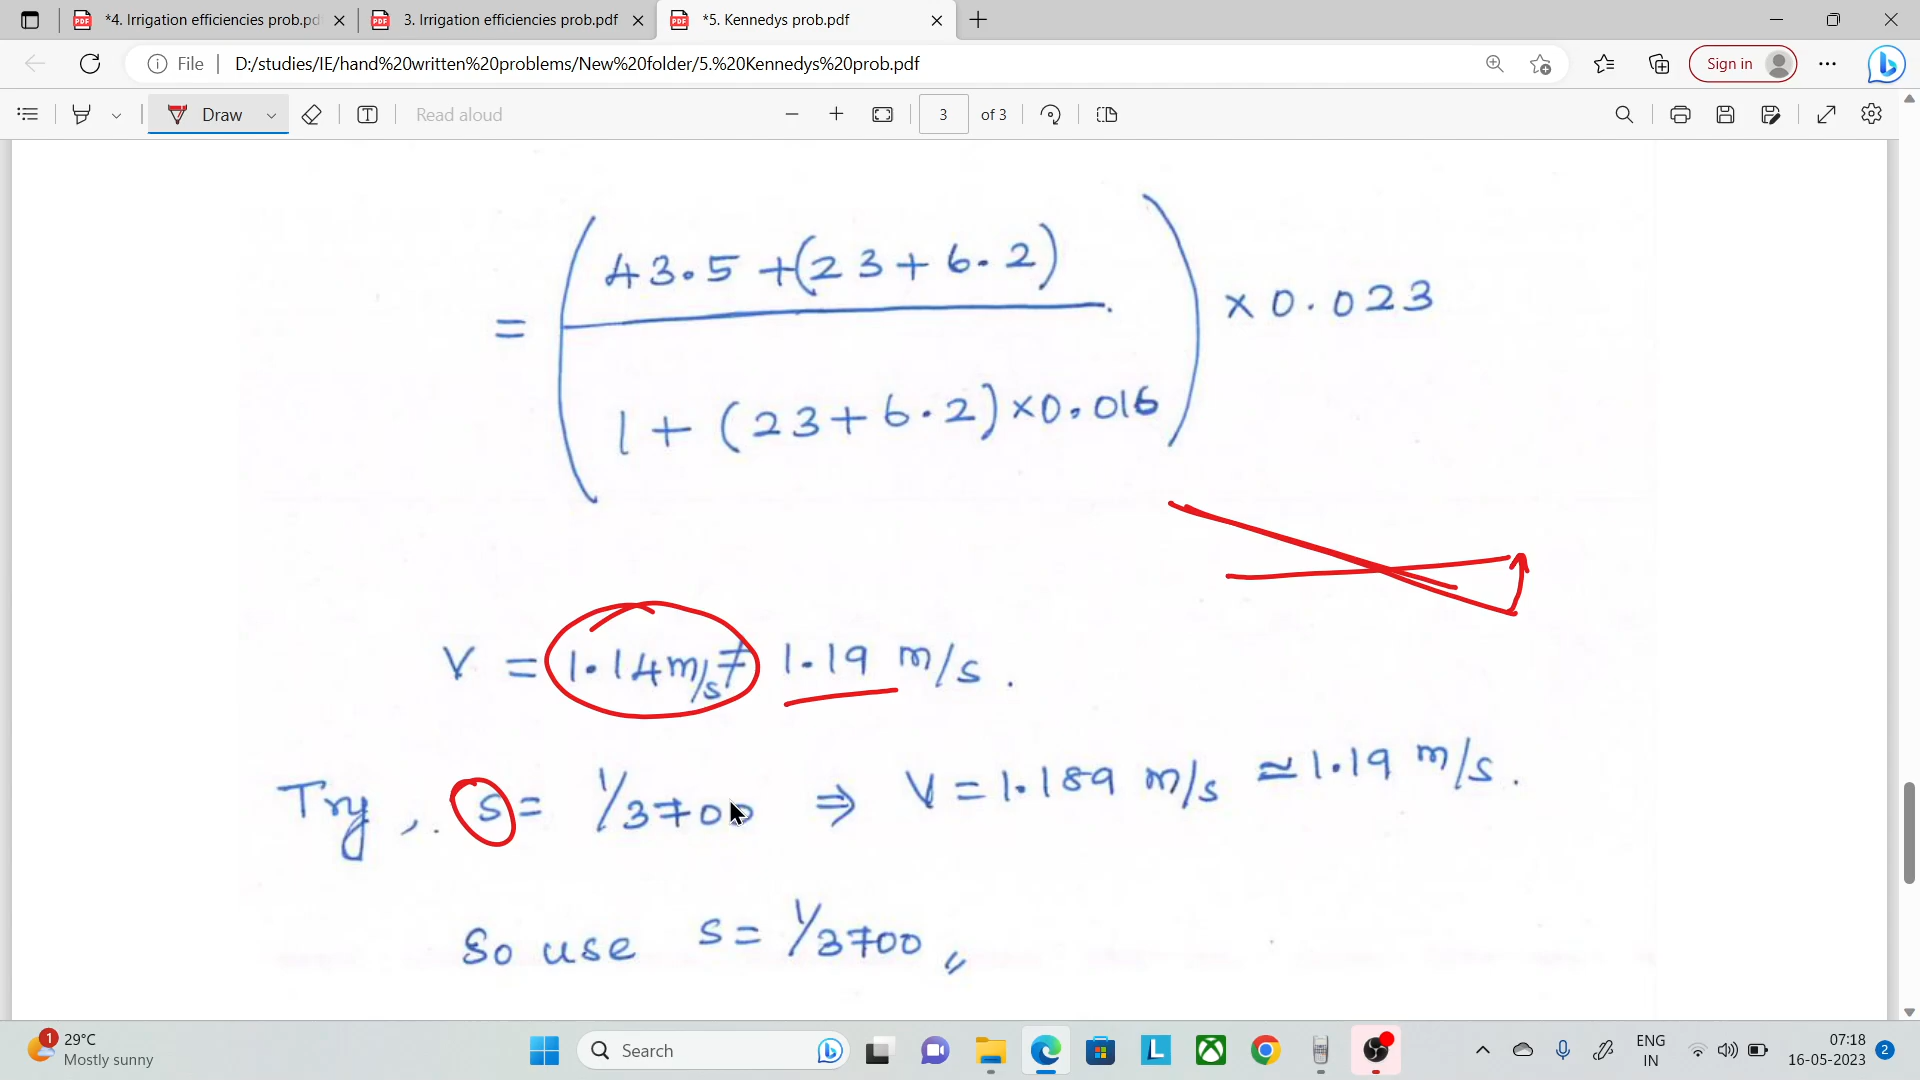 *4. Irrigation efficiencies prob.pd
3. Irrigation efficiencies prob.pdf
*5. Kennedys prob.pdf
File
D:/studies/IE/hand%20written%20problems/New%20folder/5.%20Kennedys%20prob.pdf
Sign in
Draw
Read aloud
3 of 3
= (43.5 + (23 + 6.2)
1 + (23 + 6.2) × 0.016) × 0.023
V = 1.14 m/s ≠ 1.19 m/s.
Try, S = 1/3700 ⇒ V = 1.189 m/s ≃ 1.19 m/s.
So use S = 1/3700 ,,
1
29°C
Mostly sunny
Search
ENG
IN
07:18
16-05-2023
2